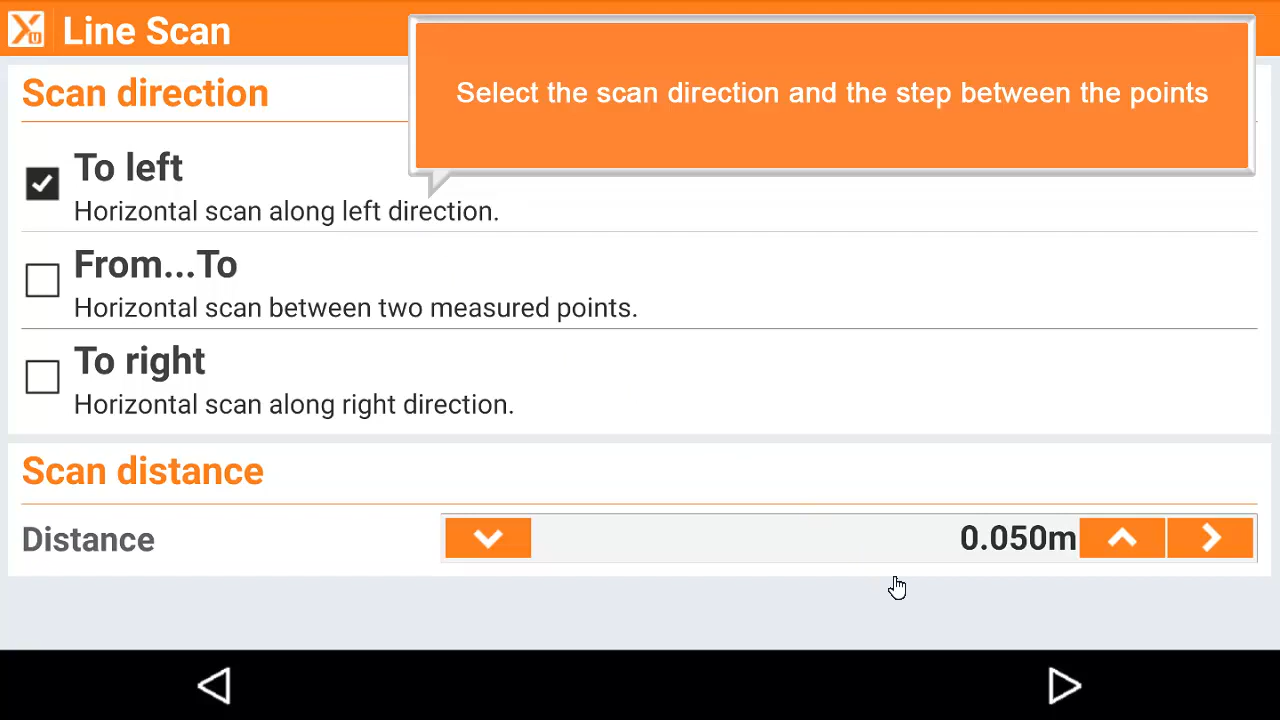 XU Line Scan
Select the scan direction and the step between the points
Scan direction
To left
Horizontal scan along left direction.
From...To
Horizontal scan between two measured points.
To right
Horizontal scan along right direction.
Scan distance
Distance 0.050m